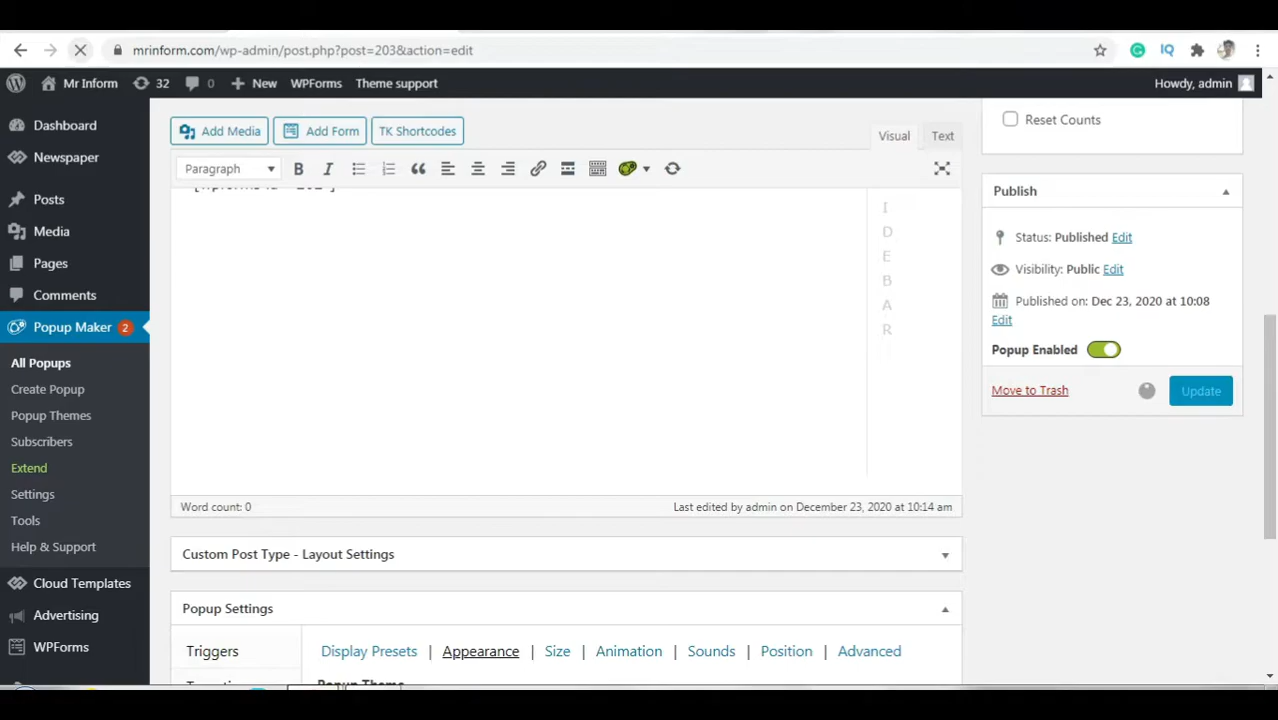 mrinform.com/wp-admin/post.php?post=203&action=edit
Mr Inform 32 0 New WPForms Theme support Howdy, admin
Dashboard
Newspaper
Posts
Media
Pages
Comments
Popup Maker 2
All Popups
Create Popup
Popup Themes
Subscribers
Extend
Settings
Tools
Help & Support
Cloud Templates
Advertising
WPForms
Add Media Add Form TK Shortcodes
Visual Text
Paragraph
I
D
E
B
A
R
Word count: 0 Last edited by admin on December 23, 2020 at 10:14 am
Custom Post Type - Layout Settings
Popup Settings
Triggers
Display Presets | Appearance | Size | Animation | Sounds | Position | Advanced
Popup Theme
Reset Counts
Publish
Status: Published Edit
Visibility: Public Edit
Published on: Dec 23, 2020 at 10:08
Edit
Popup Enabled
Move to Trash Update